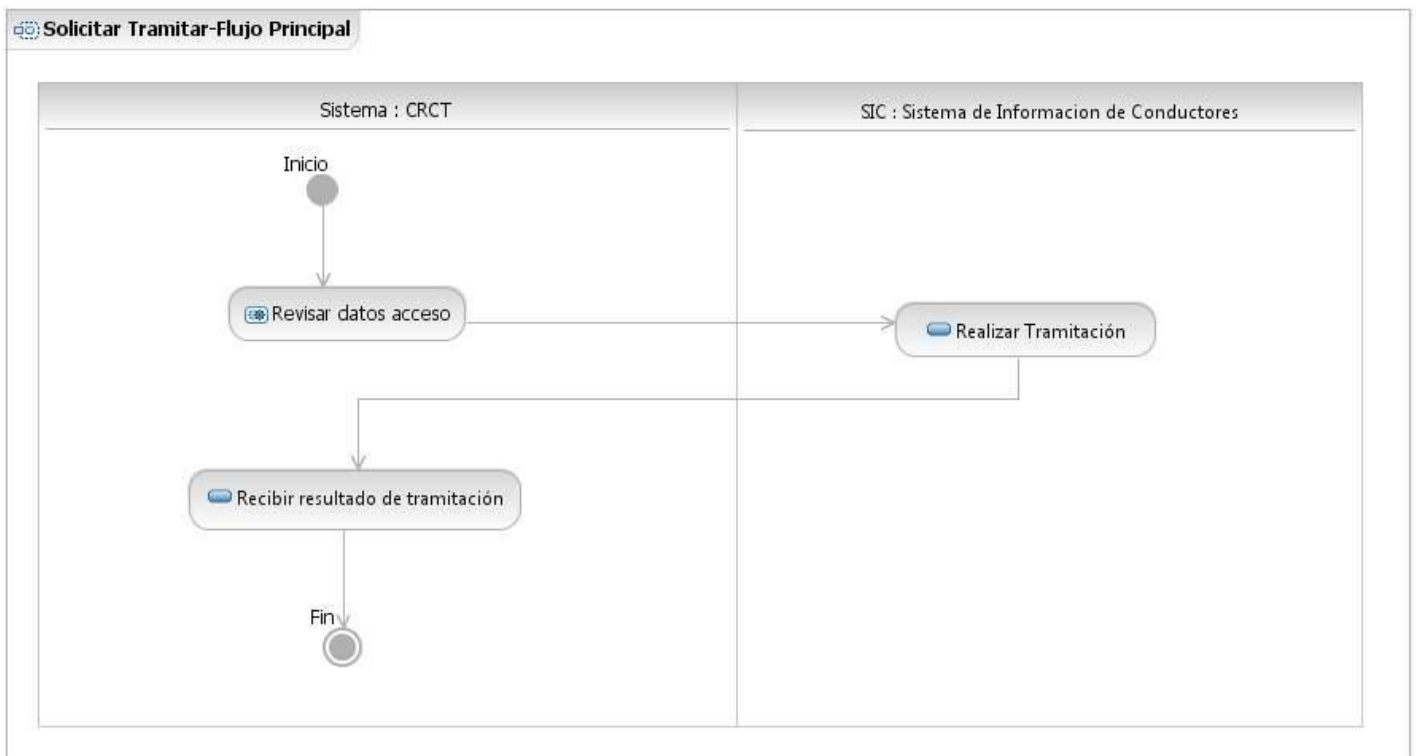 Solicitar Tramitar-Flujo Principal
Sistema : CRCT
SIC : Sistema de Informacion de Conductores
Inicio
Revisar datos acceso
Realizar Tramitación
Recibir resultado de tramitación
Fin